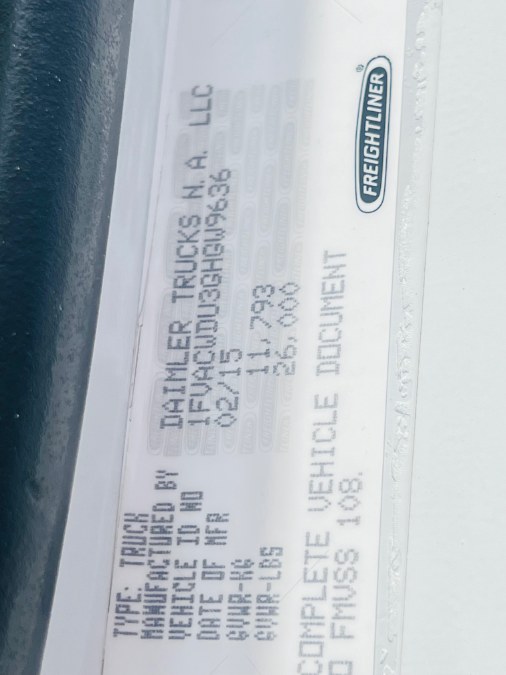 FREIGHTLINER
TYPE: TRUCK
MANUFACTURED BY DAIMLER TRUCKS N.A. LLC
VEHICLE ID NO 1FVACWDU3GHGW9636
DATE OF MFR 02/15
GVWR-KG 11,793
GVWR-LBS 26,000
COMPLETE VEHICLE DOCUMENT
O FMVSS 108.